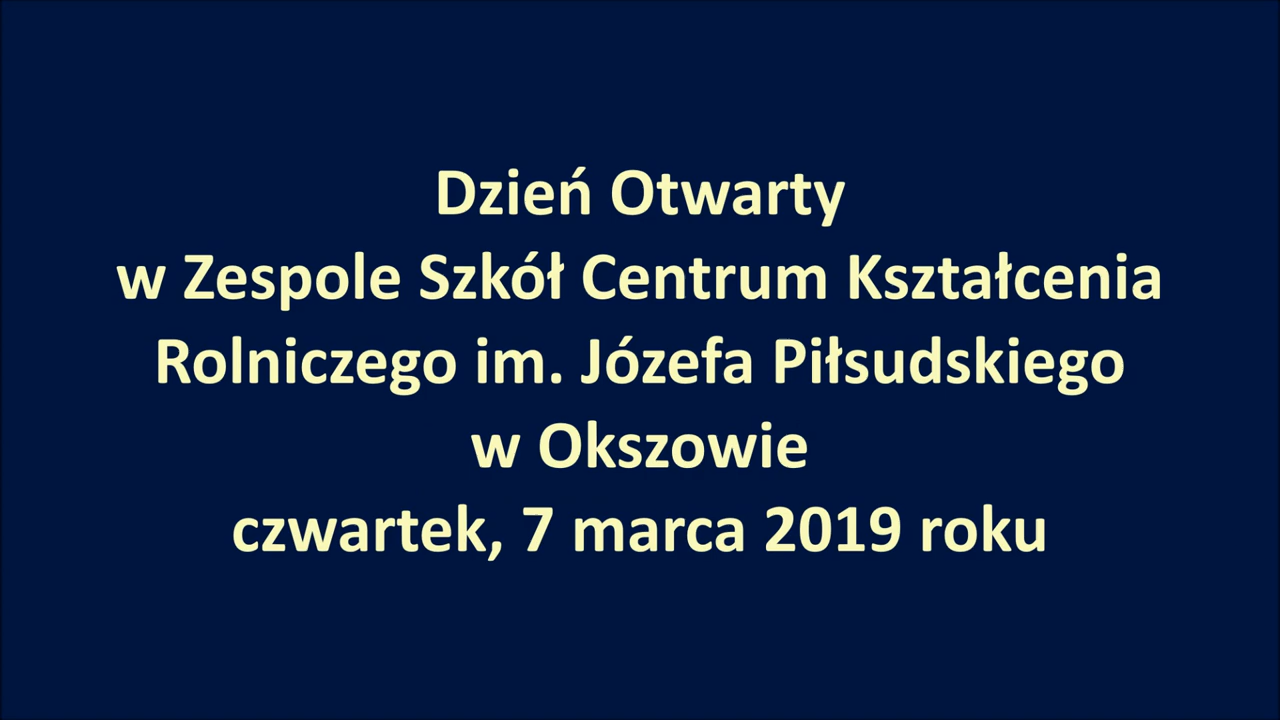 Dzień Otwarty
w Zespole Szkół Centrum Kształcenia
Rolniczego im. Józefa Piłsudskiego
w Okszowie
czwartek, 7 marca 2019 roku